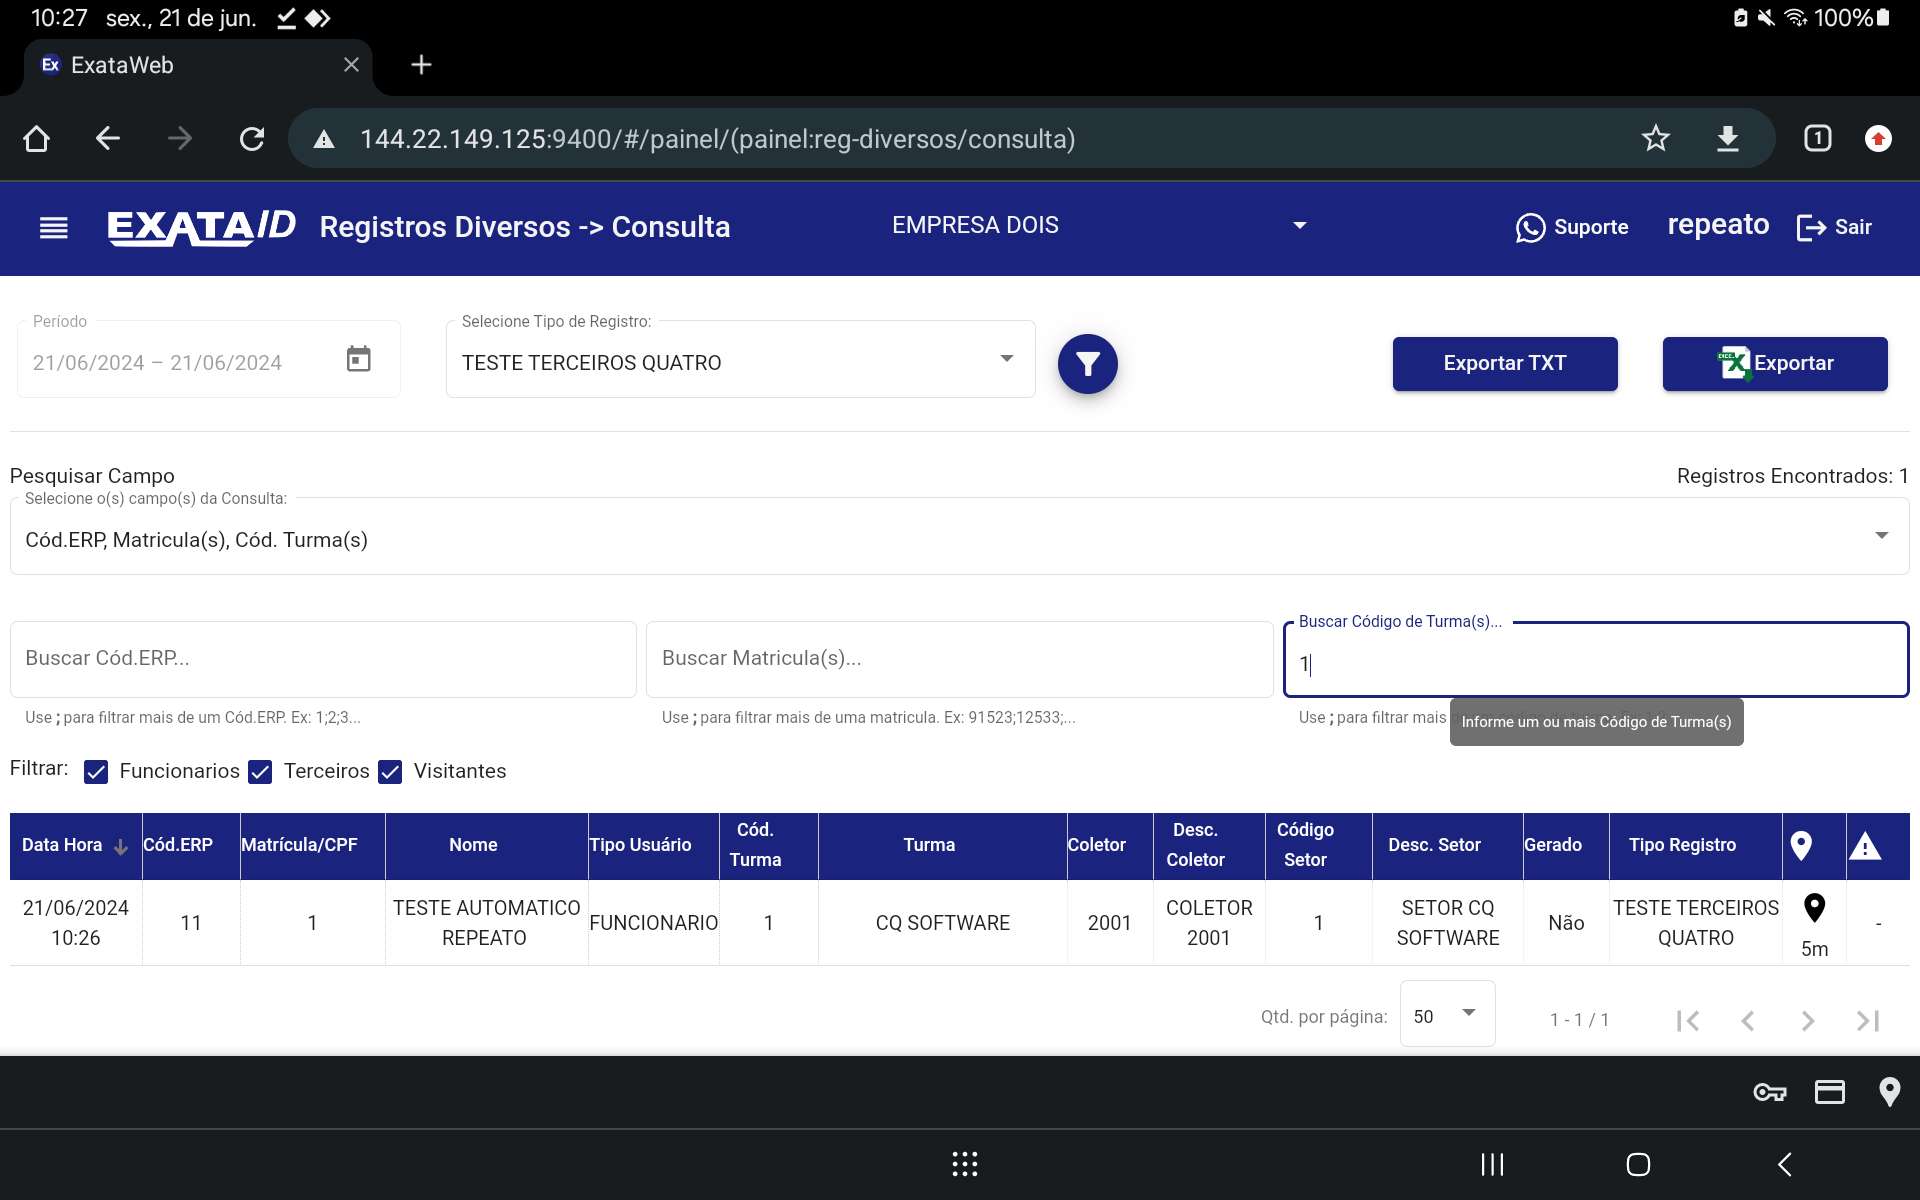 10:27 sex., 21 de jun. 100%
Ex ExataWeb
144.22.149.125:9400/#/painel/(painel:reg-diversos/consulta) 1
EXATA/D Registros Diversos -> Consulta EMPRESA DOIS Suporte repeato Sair
Período Selecione Tipo de Registro:
21/06/2024 – 21/06/2024 TESTE TERCEIROS QUATRO Exportar TXT Exportar
Pesquisar Campo Registros Encontrados: 1
Selecione o(s) campo(s) da Consulta:
Cód.ERP, Matricula(s), Cód. Turma(s)
Buscar Código de Turma(s)...
Buscar Cód.ERP... Buscar Matricula(s)... 1
Use ; para filtrar mais de um Cód.ERP. Ex: 1;2;3... Use ; para filtrar mais de uma matricula. Ex: 91523;12533;... Use ; para filtrar mais
Informe um ou mais Código de Turma(s)
Filtrar: Funcionarios Terceiros Visitantes
Data Hora Cód.ERP Matrícula/CPF Nome Tipo Usuário Cód. Turma Turma Coletor Desc. Coletor Código Setor Desc. Setor Gerado Tipo Registro
21/06/2024 10:26 11 1 TESTE AUTOMATICO REPEATO FUNCIONARIO 1 CQ SOFTWARE 2001 COLETOR 2001 1 SETOR CQ SOFTWARE Não TESTE TERCEIROS QUATRO 5m -
Qtd. por página: 50 1 - 1 / 1